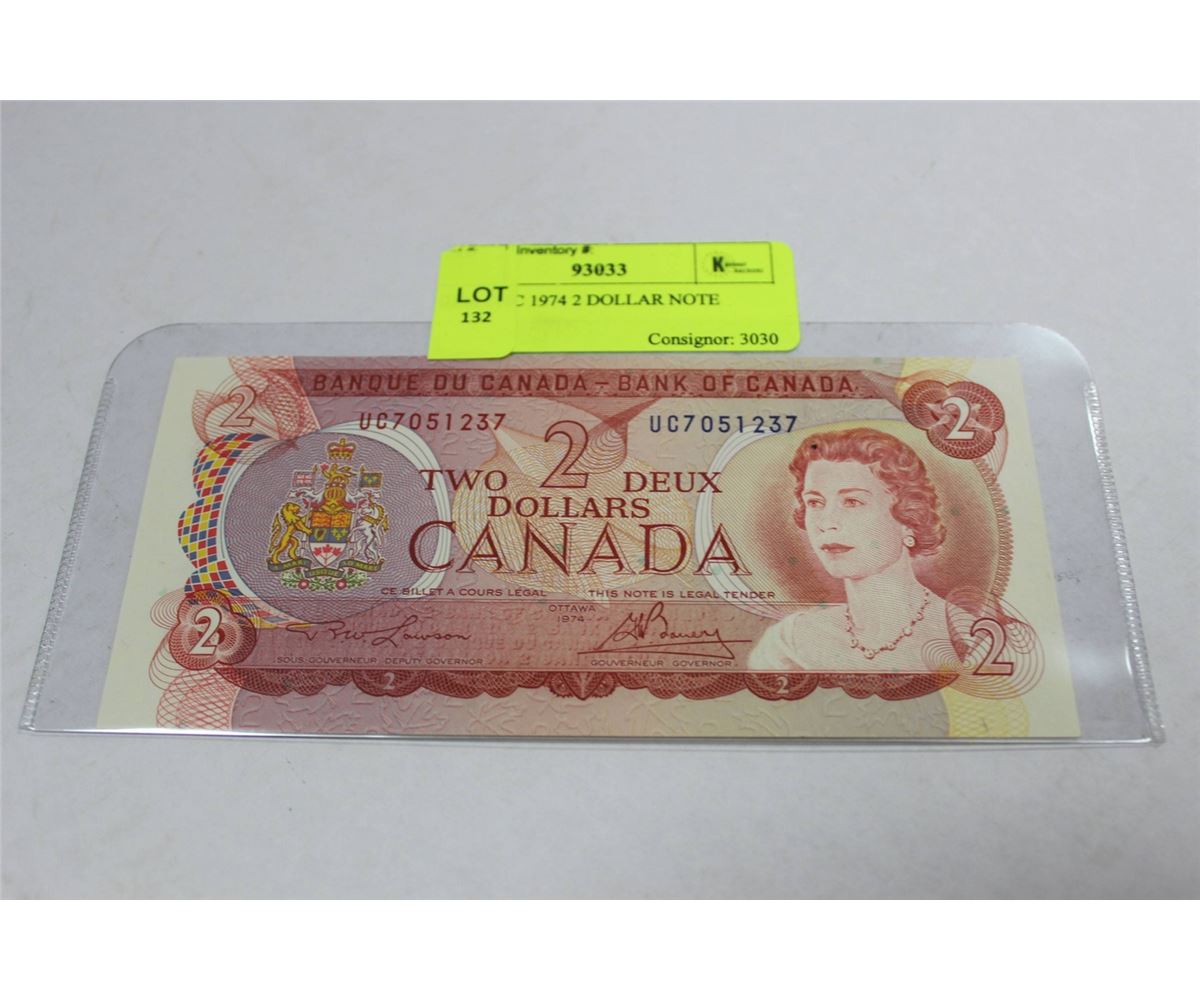 Inventory #:
93033
K
LOT C 1974 2 DOLLAR NOTE
132
Consignor: 3030
BANQUE DU CANADA – BANK OF CANADA
2
UC7051237 UC7051237
2
TWO 2 DEUX
DOLLARS
CANADA
CE BILLET A COURS LÉGAL THIS NOTE IS LEGAL TENDER
OTTAWA
1974
2
R W Lawson
2
SOUS-GOUVERNEUR DEPUTY GOVERNOR
GOUVERNEUR GOVERNOR
2
2